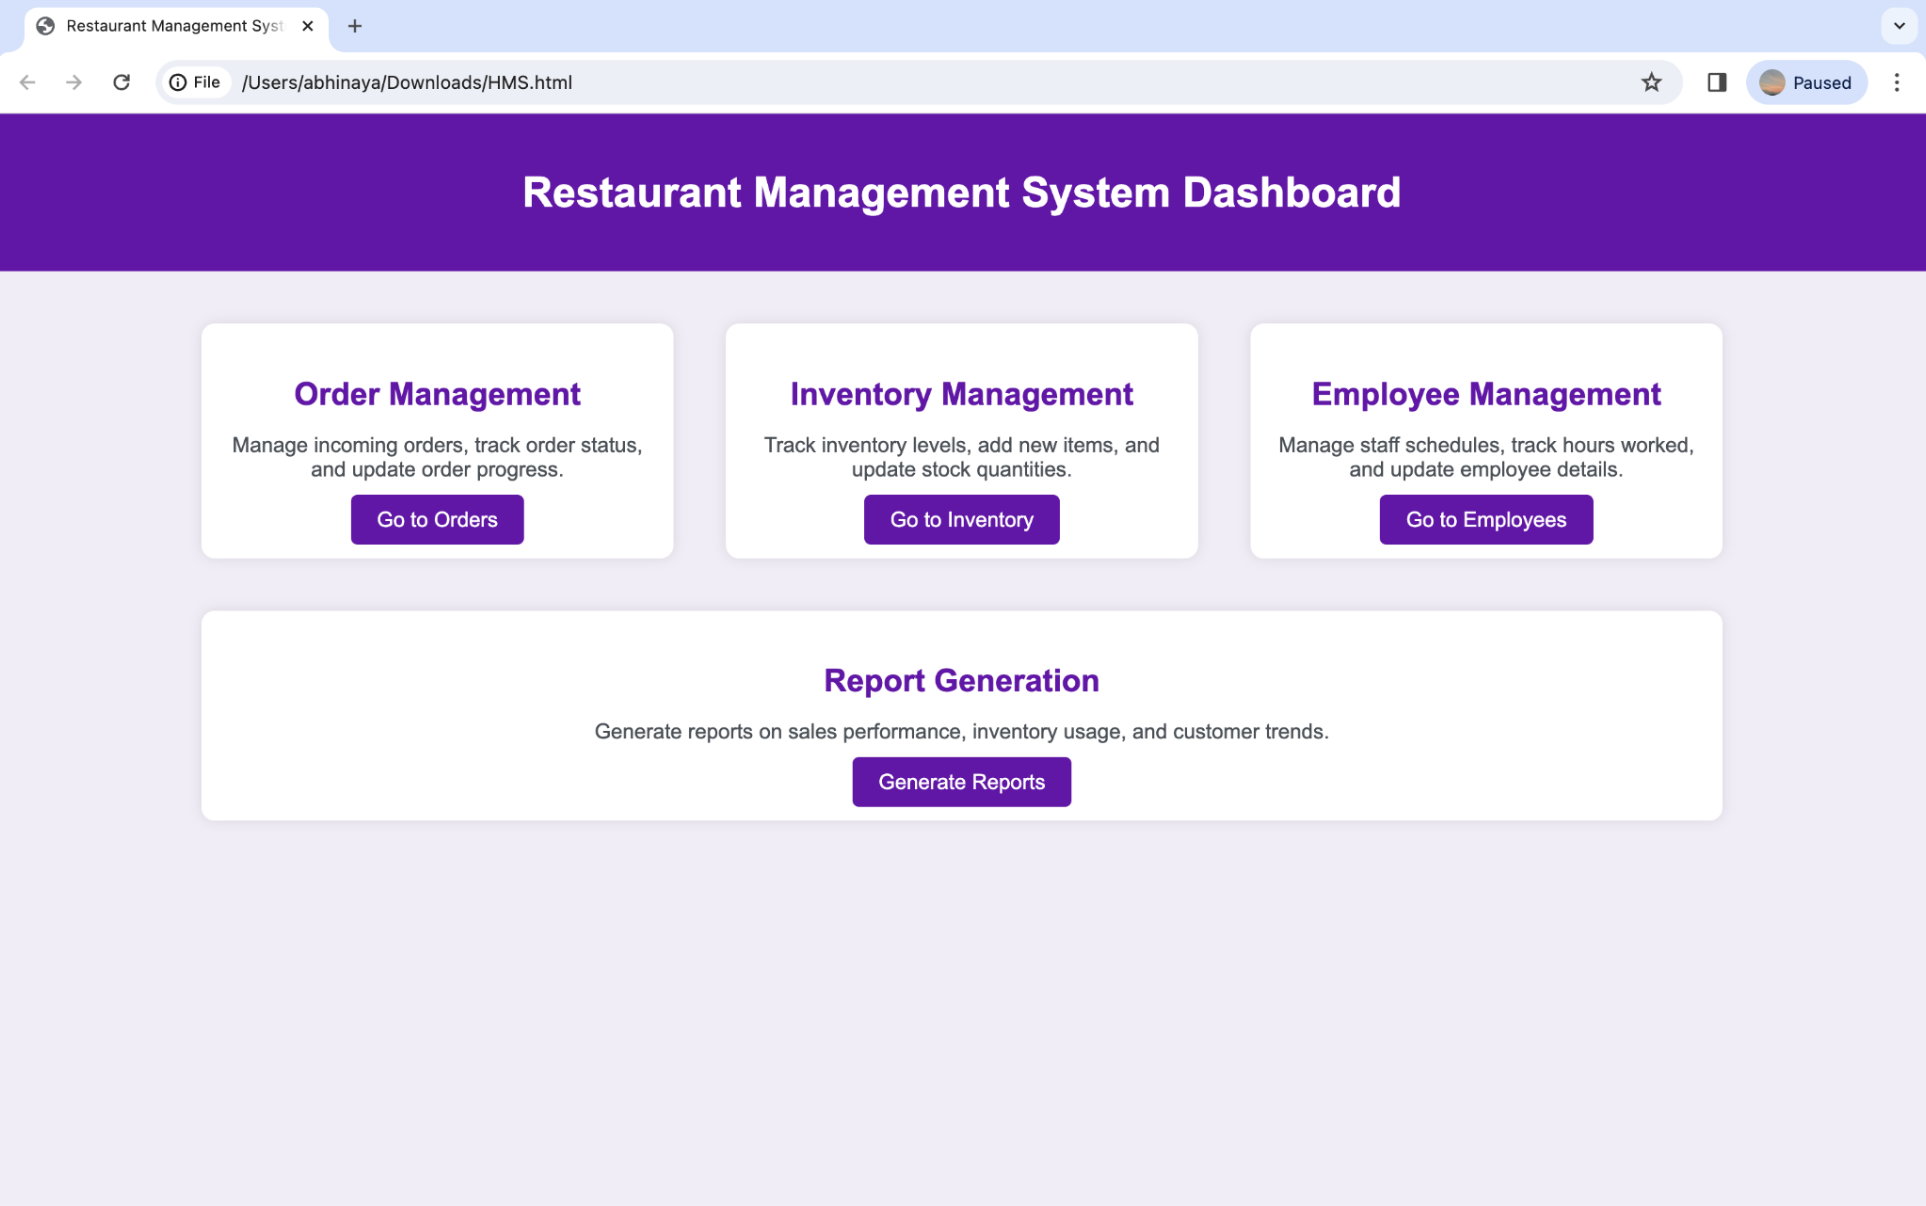 Restaurant Management Syst
File
/Users/abhinaya/Downloads/HMS.html
Paused
Restaurant Management System Dashboard
Order Management
Manage incoming orders, track order status,
and update order progress.
Go to Orders
Inventory Management
Track inventory levels, add new items, and
update stock quantities.
Go to Inventory
Employee Management
Manage staff schedules, track hours worked,
and update employee details.
Go to Employees
Report Generation
Generate reports on sales performance, inventory usage, and customer trends.
Generate Reports